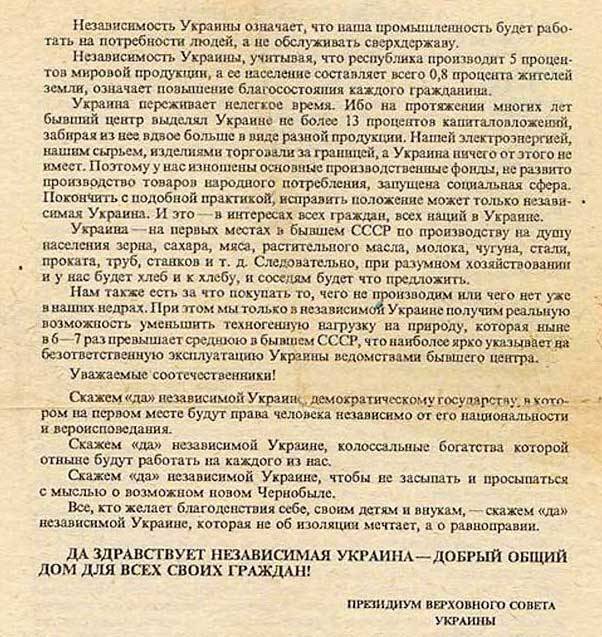 Независимость Украины означает, что наша промышленность будет рабо-
тать на потребности людей, а не обслуживать сверхдержаву.
Независимость Украины, учитывая, что республика производит 5 процен-
тов мировой продукции, а ее население составляет всего 0,8 процента жителей
земли, означает повышение благосостояния каждого гражданина.
Украина переживает нелегкое время. Ибо на протяжении многих лет
бывший центр выделял Украине не более 13 процентов капиталовложений,
забирая из нее вдвое больше в виде разной продукции. Нашей электроэнергией,
нашим сырьем, изделиями торговали за границей, а Украина ничего от этого не
имеет. Поэтому у нас изношены основные производственные фонды, не развито
производство товаров народного потребления, запущена социальная сфера.
Покончить с подобной практикой, исправить положение может только незави-
симая Украина. И это — в интересах всех граждан, всех наций в Украине.
Украина — на первых местах в бывшем СССР по производству на душу
населения зерна, сахара, мяса, растительного масла, молока, чугуна, стали,
проката, труб, станков и т. д. Следовательно, при разумном хозяйствовании
и у нас будет хлеб и к хлебу, и соседям будет что предложить.
Нам также есть за что покупать то, чего не производим или чего нет уже
в наших недрах. При этом мы только в независимой Украине получим реальную
возможность уменьшить техногенную нагрузку на природу, которая ныне
в 6—7 раз превышает среднюю в бывшем СССР, что наиболее ярко указывает на
безответственную эксплуатацию Украины ведомствами бывшего центра.
Уважаемые соотечественники!
Скажем «да» независимой Украине, демократическому государству, в кото-
ром на первом месте будут права человека независимо от его национальности
и вероисповедания.
Скажем «да» независимой Украине, колоссальные богатства которой
отныне будут работать на каждого из нас.
Скажем «да» независимой Украине, чтобы не засыпать и просыпаться
с мыслью о возможном новом Чернобыле.
Все, кто желает благоденствия себе, своим детям и внукам, — скажем «да»
независимой Украине, которая не об изоляции мечтает, а о равноправии.
ДА ЗДРАВСТВУЕТ НЕЗАВИСИМАЯ УКРАИНА — ДОБРЫЙ ОБЩИЙ
ДОМ ДЛЯ ВСЕХ СВОИХ ГРАЖДАН!
ПРЕЗИДИУМ ВЕРХОВНОГО СОВЕТА
УКРАИНЫ